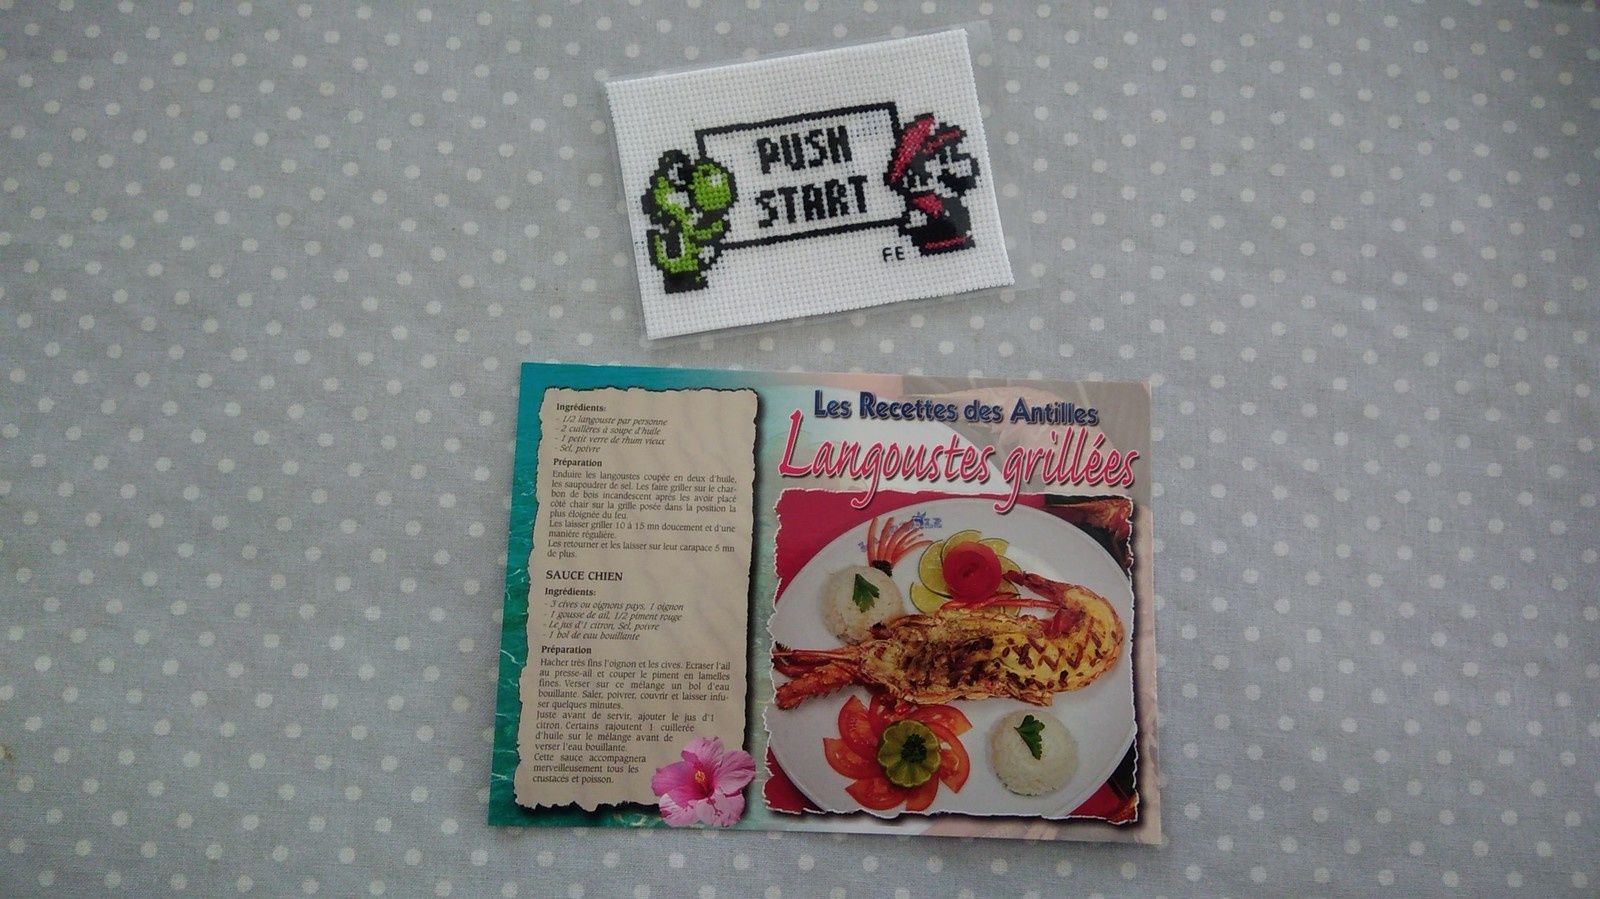 PUSH
START
F.E
Les Recettes des Antilles
Langoustes grillées
Ingrédients:
- 1/2 langouste par personne
- 2 cuillères à soupe d'huile
- 1 petit verre de rhum vieux
- Sel, poivre
Préparation
Enduire les langoustes coupée en deux d'huile,
les saupoudrer de sel. Les faire griller sur le char-
bon de bois incandescent après les avoir placé
côté chair sur la grille posée dans la position la
plus éloignée du feu.
Les laisser griller 10 à 15 mn doucement et d'une
manière régulière.
Les retourner et les laisser sur leur carapace 5 mn
de plus.
SAUCE CHIEN
Ingrédients:
- 3 cives ou oignons pays, 1 oignon
- 1 gousse de ail, 1/2 piment rouge
- Le jus d'1 citron, Sel, poivre
- 1 bol de eau bouillante
Préparation
Hacher très fins l'oignon et les cives. Ecraser l'ail
au presse-ail et couper le piment en lamelles
fines. Verser sur ce mélange un bol d'eau
bouillante. Saler, poivrer, couvrir et laisser infu-
ser quelques minutes.
Juste avant de servir, ajouter le jus d'1
citron. Certains rajoutent 1 cuillerée
d'huile sur le mélange avant de
verser l'eau bouillante.
Cette sauce accompagnera
merveilleusement tous les
crustacés et poisson.